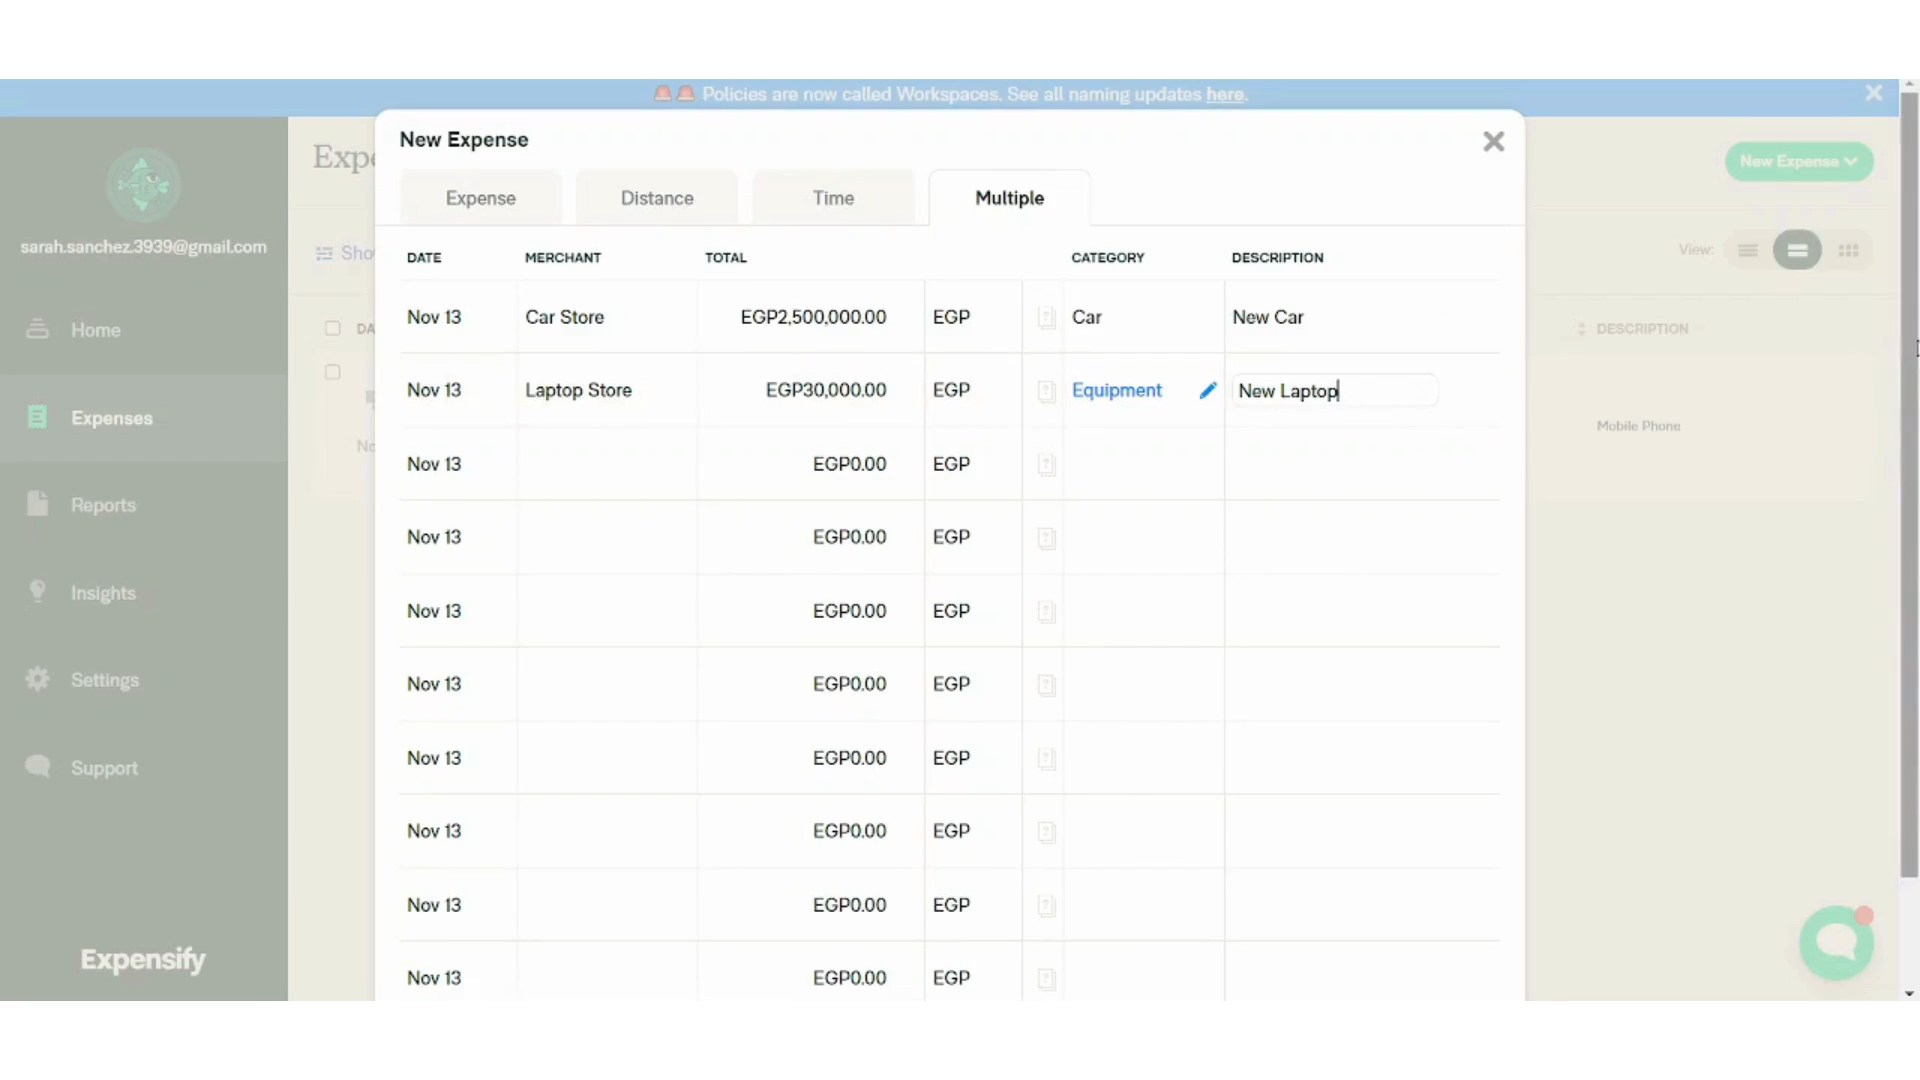 Policies are now called Workspaces. See all naming updates here.
sarah.sanchez.3939@gmail.com
Home
Expenses
Reports
Insights
Settings
Support
Expensify
Expe
New Expense
Sho
View:
DA
DESCRIPTION
No
Mobile Phone
New Expense
Expense Distance Time Multiple
DATE MERCHANT TOTAL CATEGORY DESCRIPTION
Nov 13 Car Store EGP2,500,000.00 EGP Car New Car
Nov 13 Laptop Store EGP30,000.00 EGP Equipment New Laptop
Nov 13 EGP0.00 EGP
Nov 13 EGP0.00 EGP
Nov 13 EGP0.00 EGP
Nov 13 EGP0.00 EGP
Nov 13 EGP0.00 EGP
Nov 13 EGP0.00 EGP
Nov 13 EGP0.00 EGP
Nov 13 EGP0.00 EGP